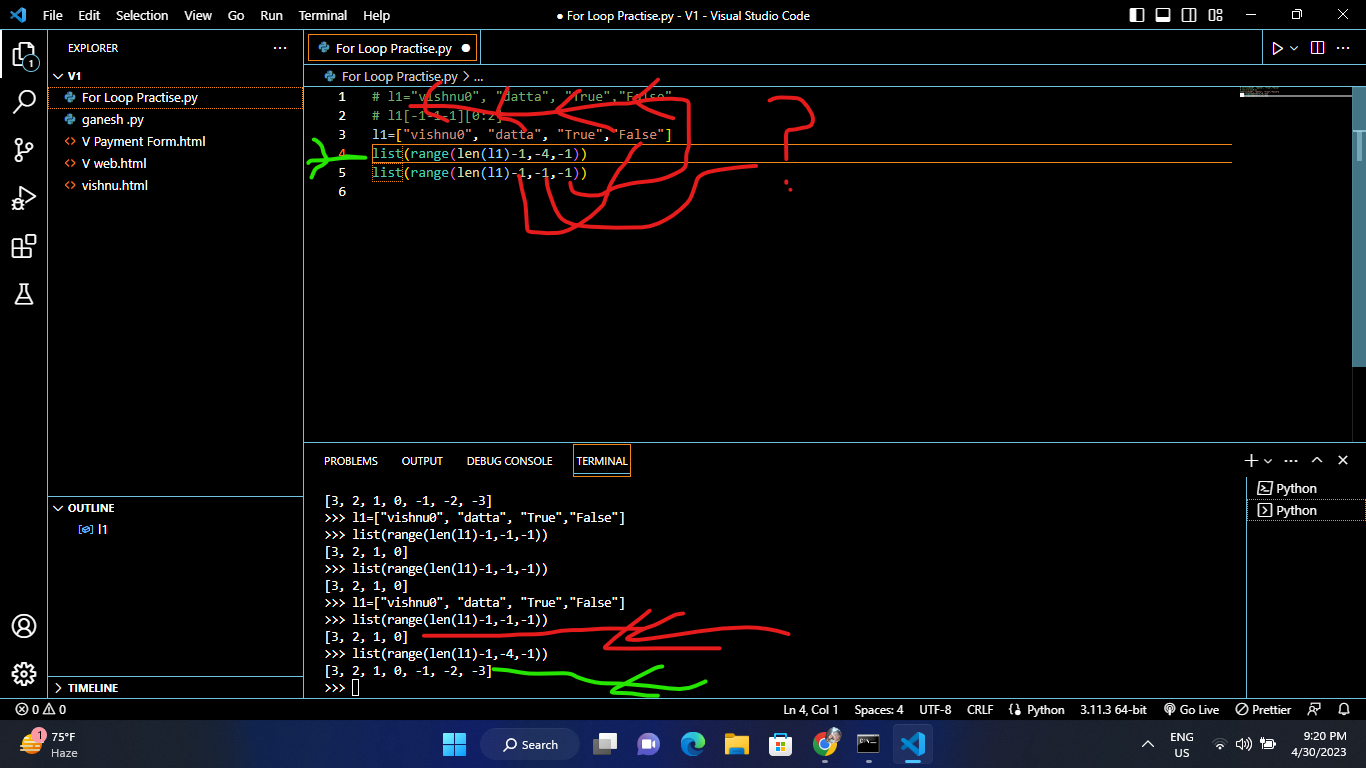 File Edit Selection View Go Run Terminal Help
● For Loop Practise.py - V1 - Visual Studio Code
EXPLORER
For Loop Practise.py
1
V1
For Loop Practise.py
ganesh .py
V Payment Form.html
V web.html
vishnu.html
For Loop Practise.py > ...
1 # l1="vishnu0", "datta", "True","False"
2 # l1[-1-1-1][0:2]
3 l1=["vishnu0", "datta", "True","False"]
4 list(range(len(l1)-1,-4,-1))
5 list(range(len(l1)-1,-1,-1))
6
?
PROBLEMS OUTPUT DEBUG CONSOLE TERMINAL
[3, 2, 1, 0, -1, -2, -3]
>>> l1=["vishnu0", "datta", "True","False"]
>>> list(range(len(l1)-1,-1,-1))
[3, 2, 1, 0]
>>> list(range(len(l1)-1,-1,-1))
[3, 2, 1, 0]
>>> l1=["vishnu0", "datta", "True","False"]
>>> list(range(len(l1)-1,-1,-1))
[3, 2, 1, 0]
>>> list(range(len(l1)-1,-4,-1))
[3, 2, 1, 0, -1, -2, -3]
>>>
Python
Python
OUTLINE
l1
TIMELINE
0 0
Ln 4, Col 1 Spaces: 4 UTF-8 CRLF Python 3.11.3 64-bit Go Live Prettier
1
75°F
Haze
Search
ENG
US
9:20 PM
4/30/2023